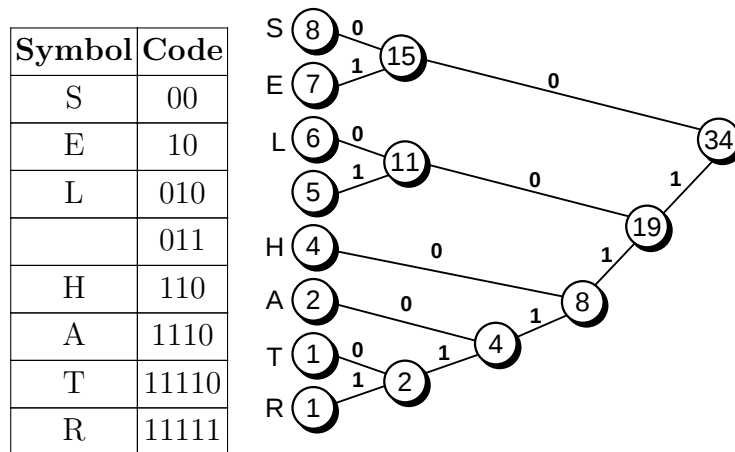 Symbol Code
S 00
E 10
L 010
011
H 110
A 1110
T 11110
R 11111
S 8 0
15
E 7 1
0
34
L 6 0
11
5 1
0
1
19
H 4 0
1
8
A 2 0
1
4
T 1 0
1
2
R 1 1